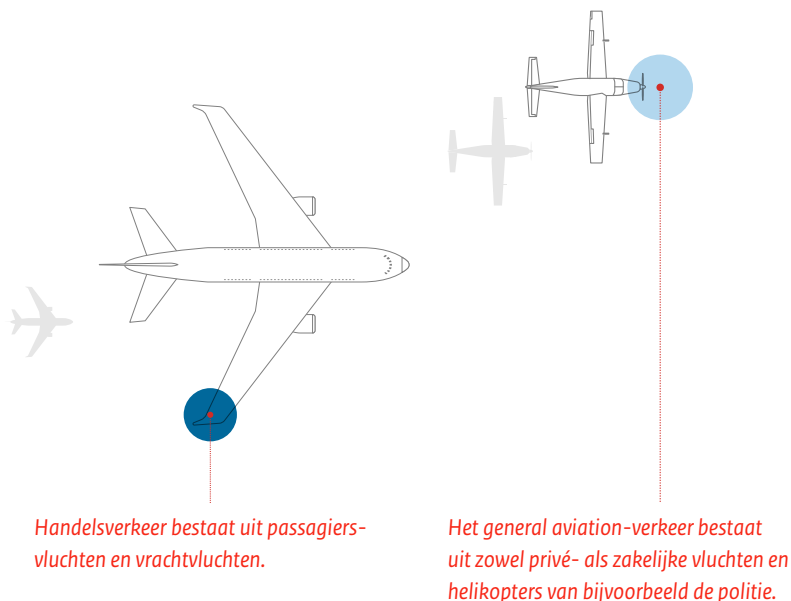 Handelsverkeer bestaat uit passagiers-
vluchten en vrachtvluchten.
Het general aviation-verkeer bestaat
uit zowel privé- als zakelijke vluchten en
helikopters van bijvoorbeeld de politie.